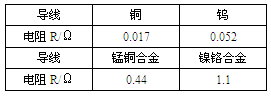 导线 铜 钨
电阻 R/Ω 0.017 0.052
导线 锰铜合金 镍铬合金
电阻 R/Ω 0.44 1.1